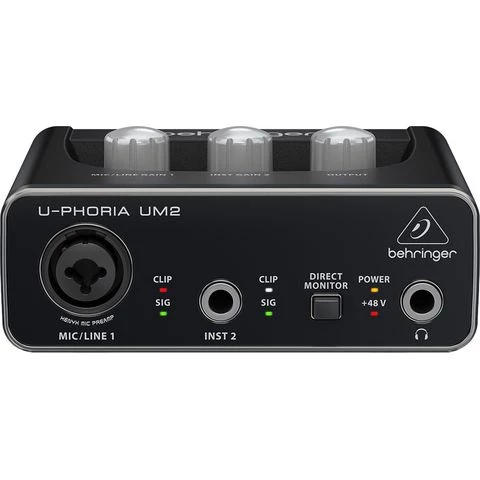 behringer
MIC/LINE GAIN 1
INST GAIN 2
OUTPUT
U-PHORIA UM2
behringer
CLIP
SIG
CLIP
SIG
DIRECT
MONITOR
POWER
+48 V
XENYX MIC PREAMP
MIC/LINE 1
INST 2